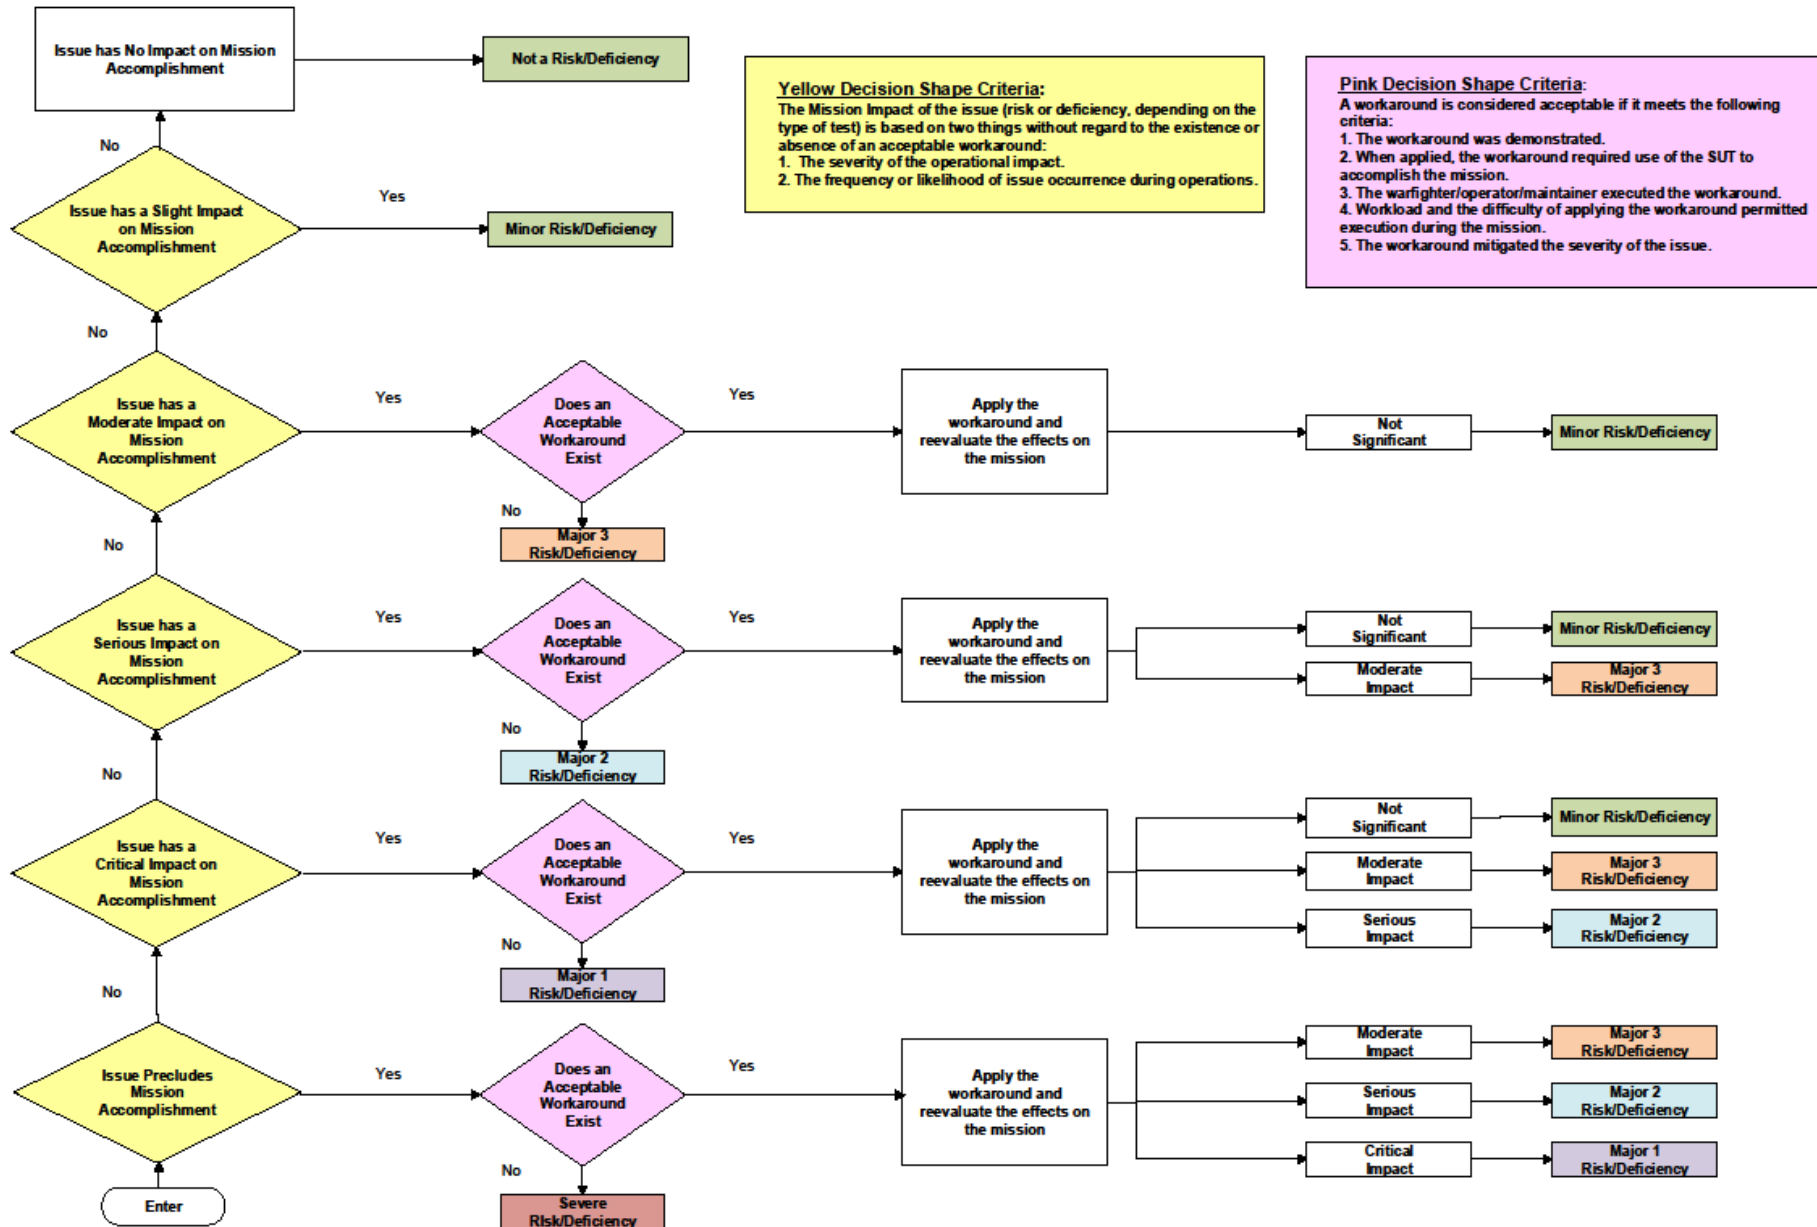 Issue has No Impact on Mission
Accomplishment
Not a Risk/Deficiency
Yellow Decision Shape Criteria:
The Mission Impact of the issue (risk or deficiency, depending on the
type of test) is based on two things without regard to the existence or
absence of an acceptable workaround:
1. The severity of the operational impact.
2. The frequency or likelihood of issue occurrence during operations.
Pink Decision Shape Criteria:
A workaround is considered acceptable if it meets the following
criteria:
1. The workaround was demonstrated.
2. When applied, the workaround required use of the SUT to
accomplish the mission.
3. The warfighter/operator/maintainer executed the workaround.
4. Workload and the difficulty of applying the workaround permitted
execution during the mission.
5. The workaround mitigated the severity of the issue.
No
Issue has a Slight Impact
on Mission
Accomplishment
Yes
Minor Risk/Deficiency
No
Issue has a
Moderate Impact on
Mission
Accomplishment
Yes
Does an
Acceptable
Workaround
Exist
Yes
Apply the
workaround and
reevaluate the effects on
the mission
Not
Significant
Minor Risk/Deficiency
No
Major 3
Risk/Deficiency
No
Issue has a
Serious Impact on
Mission
Accomplishment
Yes
Does an
Acceptable
Workaround
Exist
Yes
Apply the
workaround and
reevaluate the effects on
the mission
Not
Significant
Minor Risk/Deficiency
Moderate
Impact
Major 3
Risk/Deficiency
No
Major 2
Risk/Deficiency
No
Issue has a
Critical Impact on
Mission
Accomplishment
Yes
Does an
Acceptable
Workaround
Exist
Yes
Apply the
workaround and
reevaluate the effects on
the mission
Not
Significant
Minor Risk/Deficiency
Moderate
Impact
Major 3
Risk/Deficiency
Serious
Impact
Major 2
Risk/Deficiency
No
Major 1
Risk/Deficiency
No
Issue Precludes
Mission
Accomplishment
Yes
Does an
Acceptable
Workaround
Exist
Yes
Apply the
workaround and
reevaluate the effects on
the mission
Moderate
Impact
Major 3
Risk/Deficiency
Serious
Impact
Major 2
Risk/Deficiency
Critical
Impact
Major 1
Risk/Deficiency
No
Severe
RIsk/Deficiency
Enter